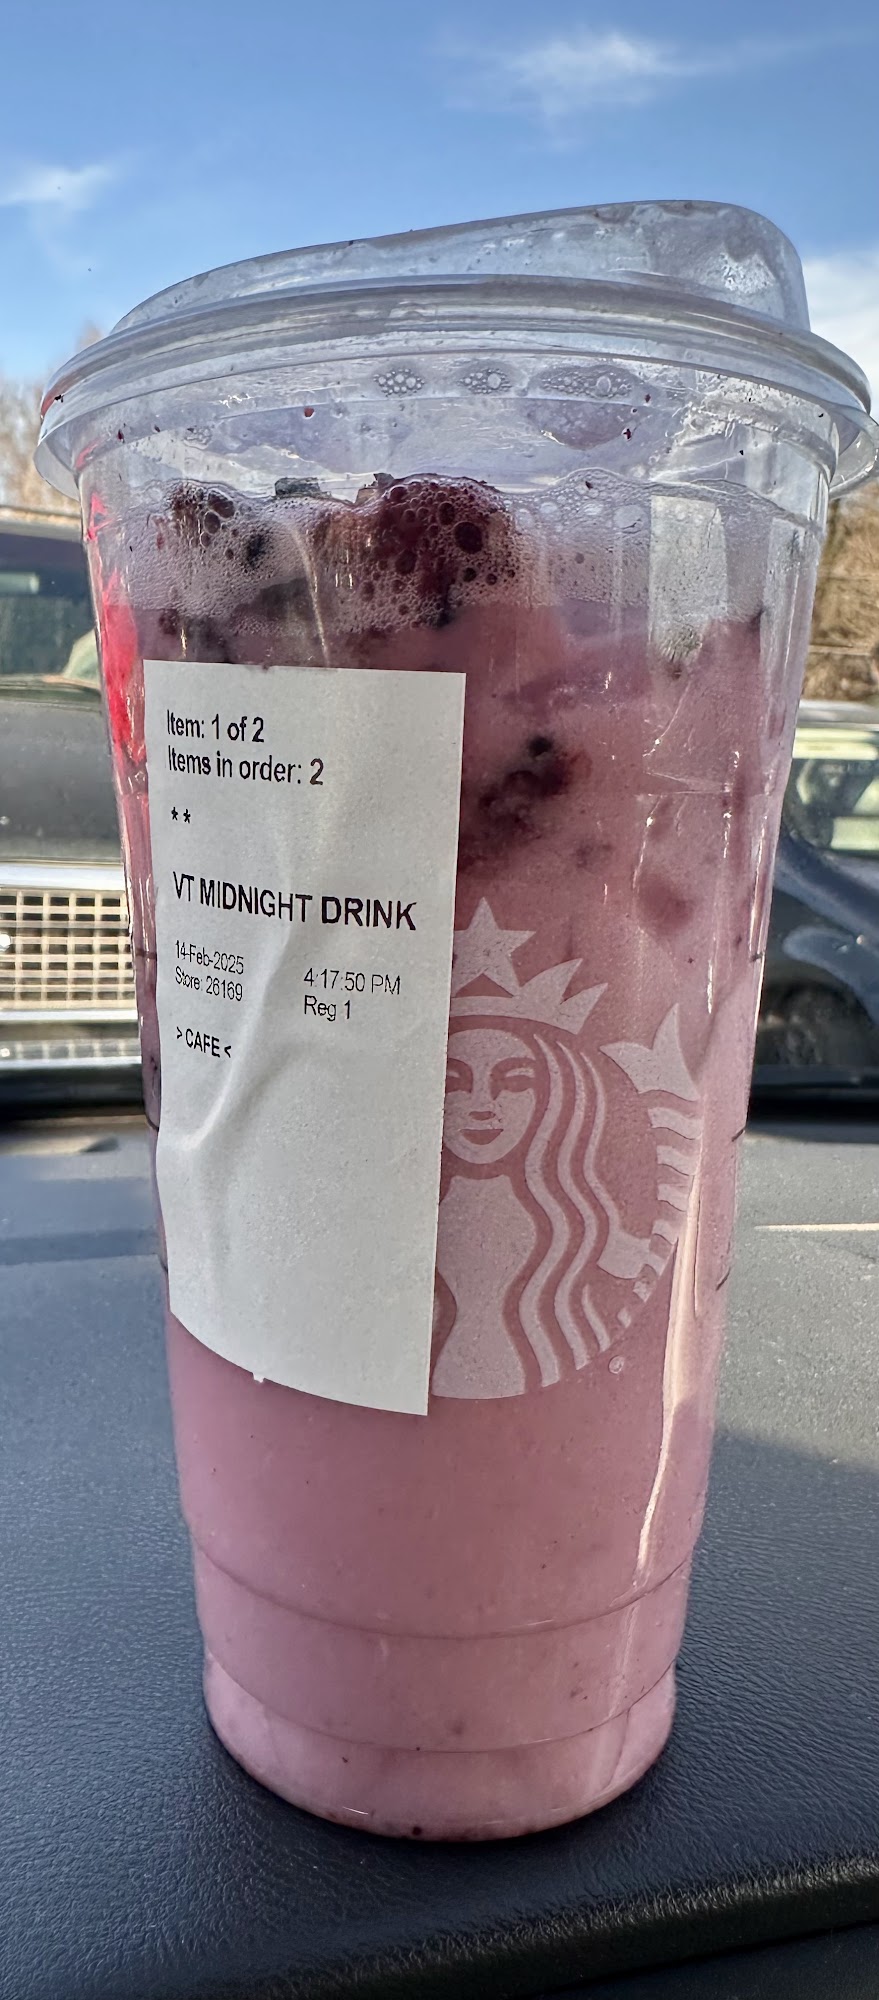 Item: 1 of 2
Items in order: 2
**
VT MIDNIGHT DRINK
14-Feb-2025 4:17:50 PM
Store: 26169 Reg 1
>CAFE<
®